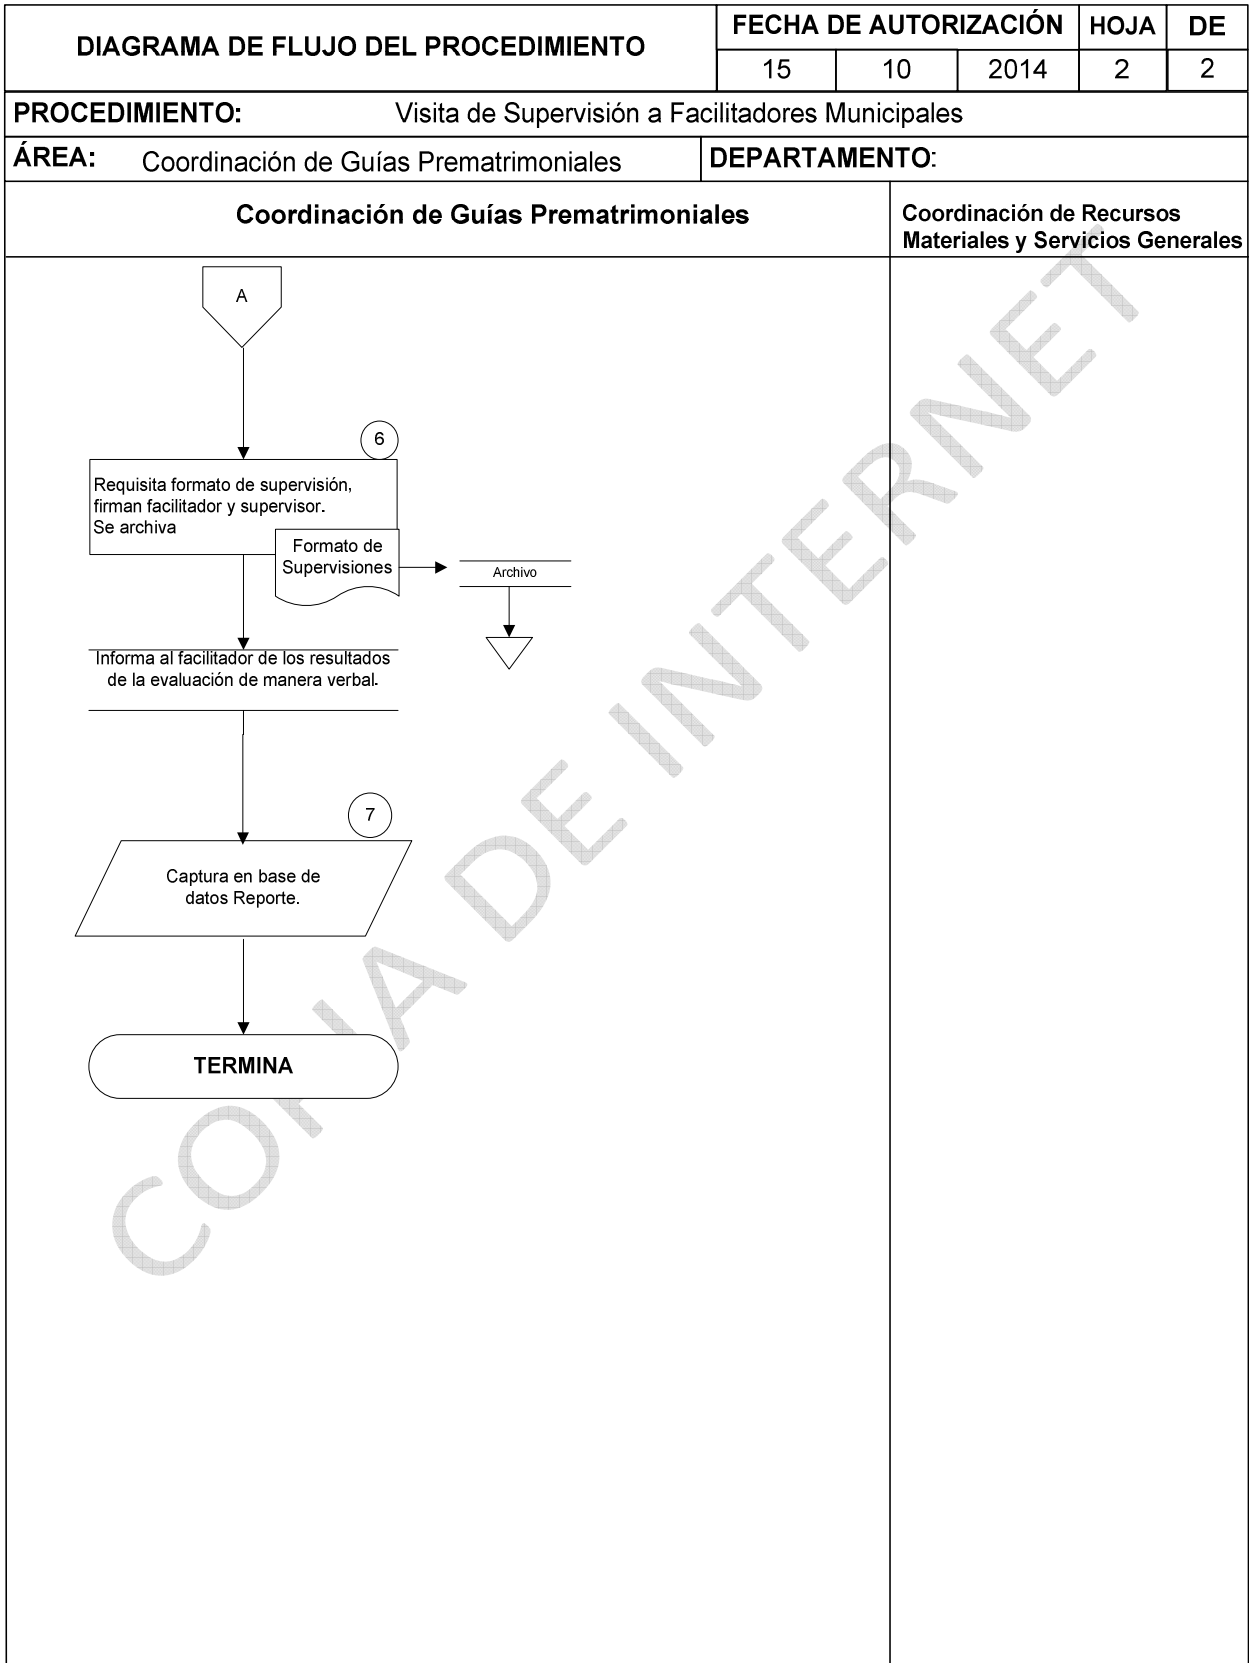 DIAGRAMA DE FLUJO DEL PROCEDIMIENTO
FECHA DE AUTORIZACIÓN
HOJA
DE
15
10
2014
2
2
PROCEDIMIENTO:
Visita de Supervisión a Facilitadores Municipales
ÁREA:
Coordinación de Guías Prematrimoniales
DEPARTAMENTO:
Coordinación de Guías Prematrimoniales
Coordinación de Recursos
Materiales y Servicios Generales
A
6
Requisita formato de supervisión,
firman facilitador y supervisor.
Se archiva
Formato de
Supervisiones
Archivo
Informa al facilitador de los resultados
de la evaluación de manera verbal.
7
Captura en base de
datos Reporte.
TERMINA
COPIA DE INTERNET